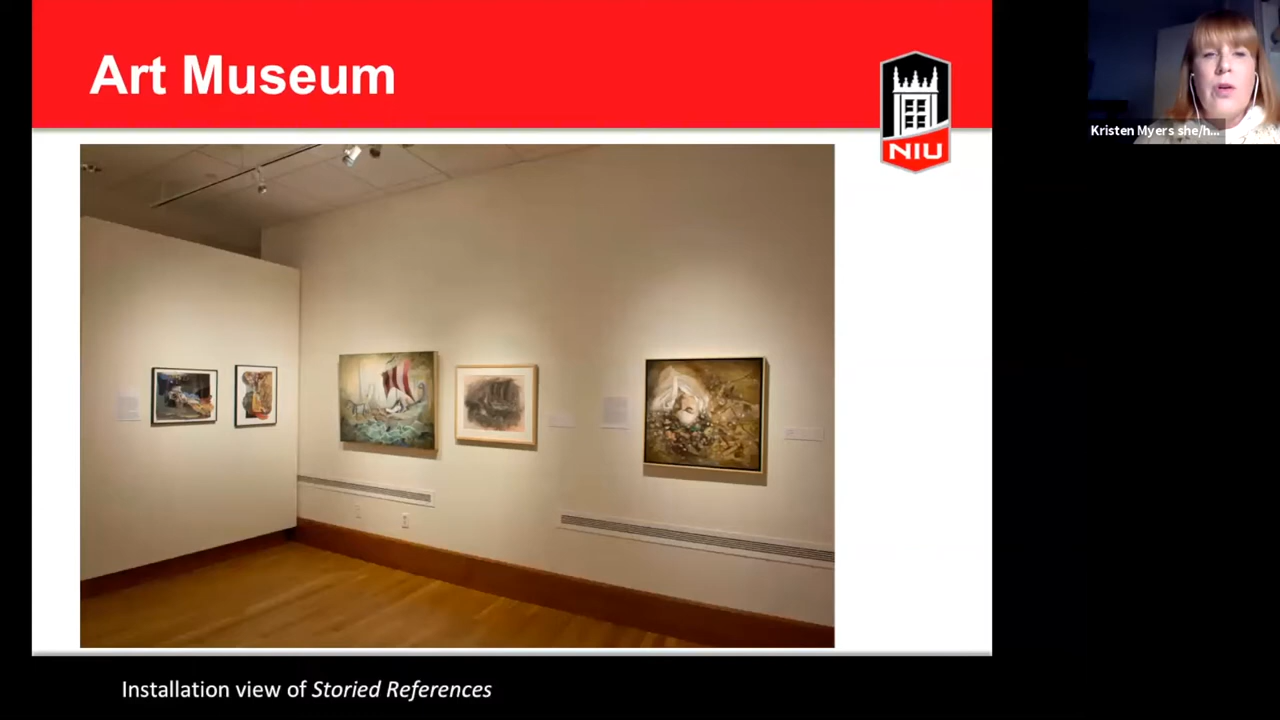 Art Museum
NIU
Kristen Myers she/h...
Installation view of Storied References